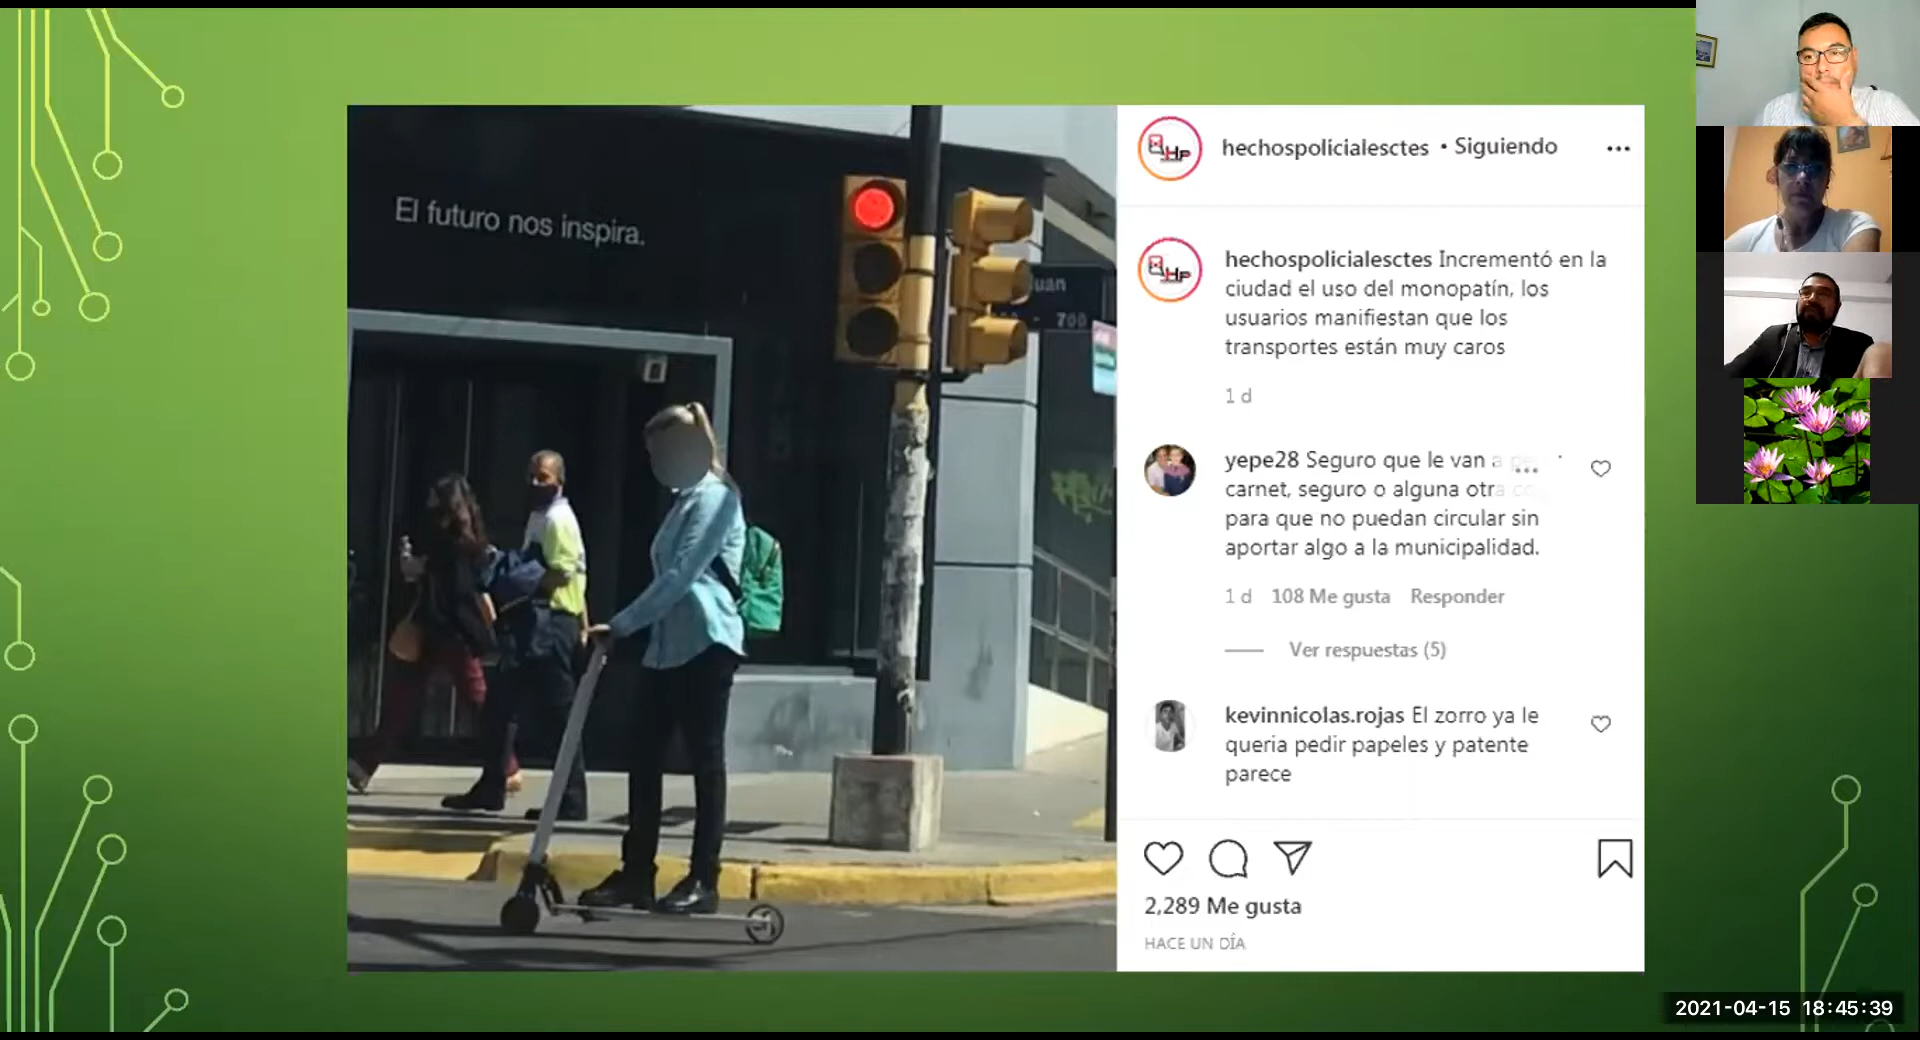 El futuro nos inspira.
700
HP
hechospolicialesctes • Siguiendo
HP
hechospolicialesctes Incrementó en la
ciudad el uso del monopatín, los
usuarios manifiestan que los
transportes están muy caros
1 d
yepe28 Seguro que le van a
carnet, seguro o alguna otra
para que no puedan circular sin
aportar algo a la municipalidad.
1 d 108 Me gusta Responder
Ver respuestas (5)
kevinnicolas.rojas El zorro ya le
queria pedir papeles y patente
parece
2,289 Me gusta
HACE UN DÍA
2021-04-15 18:45:39